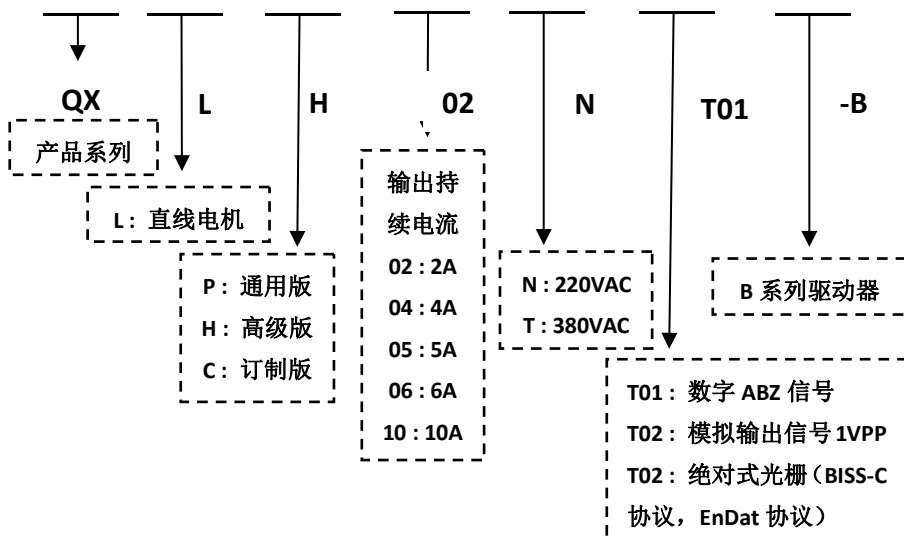 QX
L
H
02
N
T01
-B
产品系列
L：直线电机
P：通用版
H：高级版
C：订制版
输出持
续电流
02：2A
04：4A
05：5A
06：6A
10：10A
N：220VAC
T：380VAC
T01：数字 ABZ 信号
T02：模拟输出信号 1VPP
T02：绝对式光栅（BISS-C
协议，EnDat 协议）
B 系列驱动器